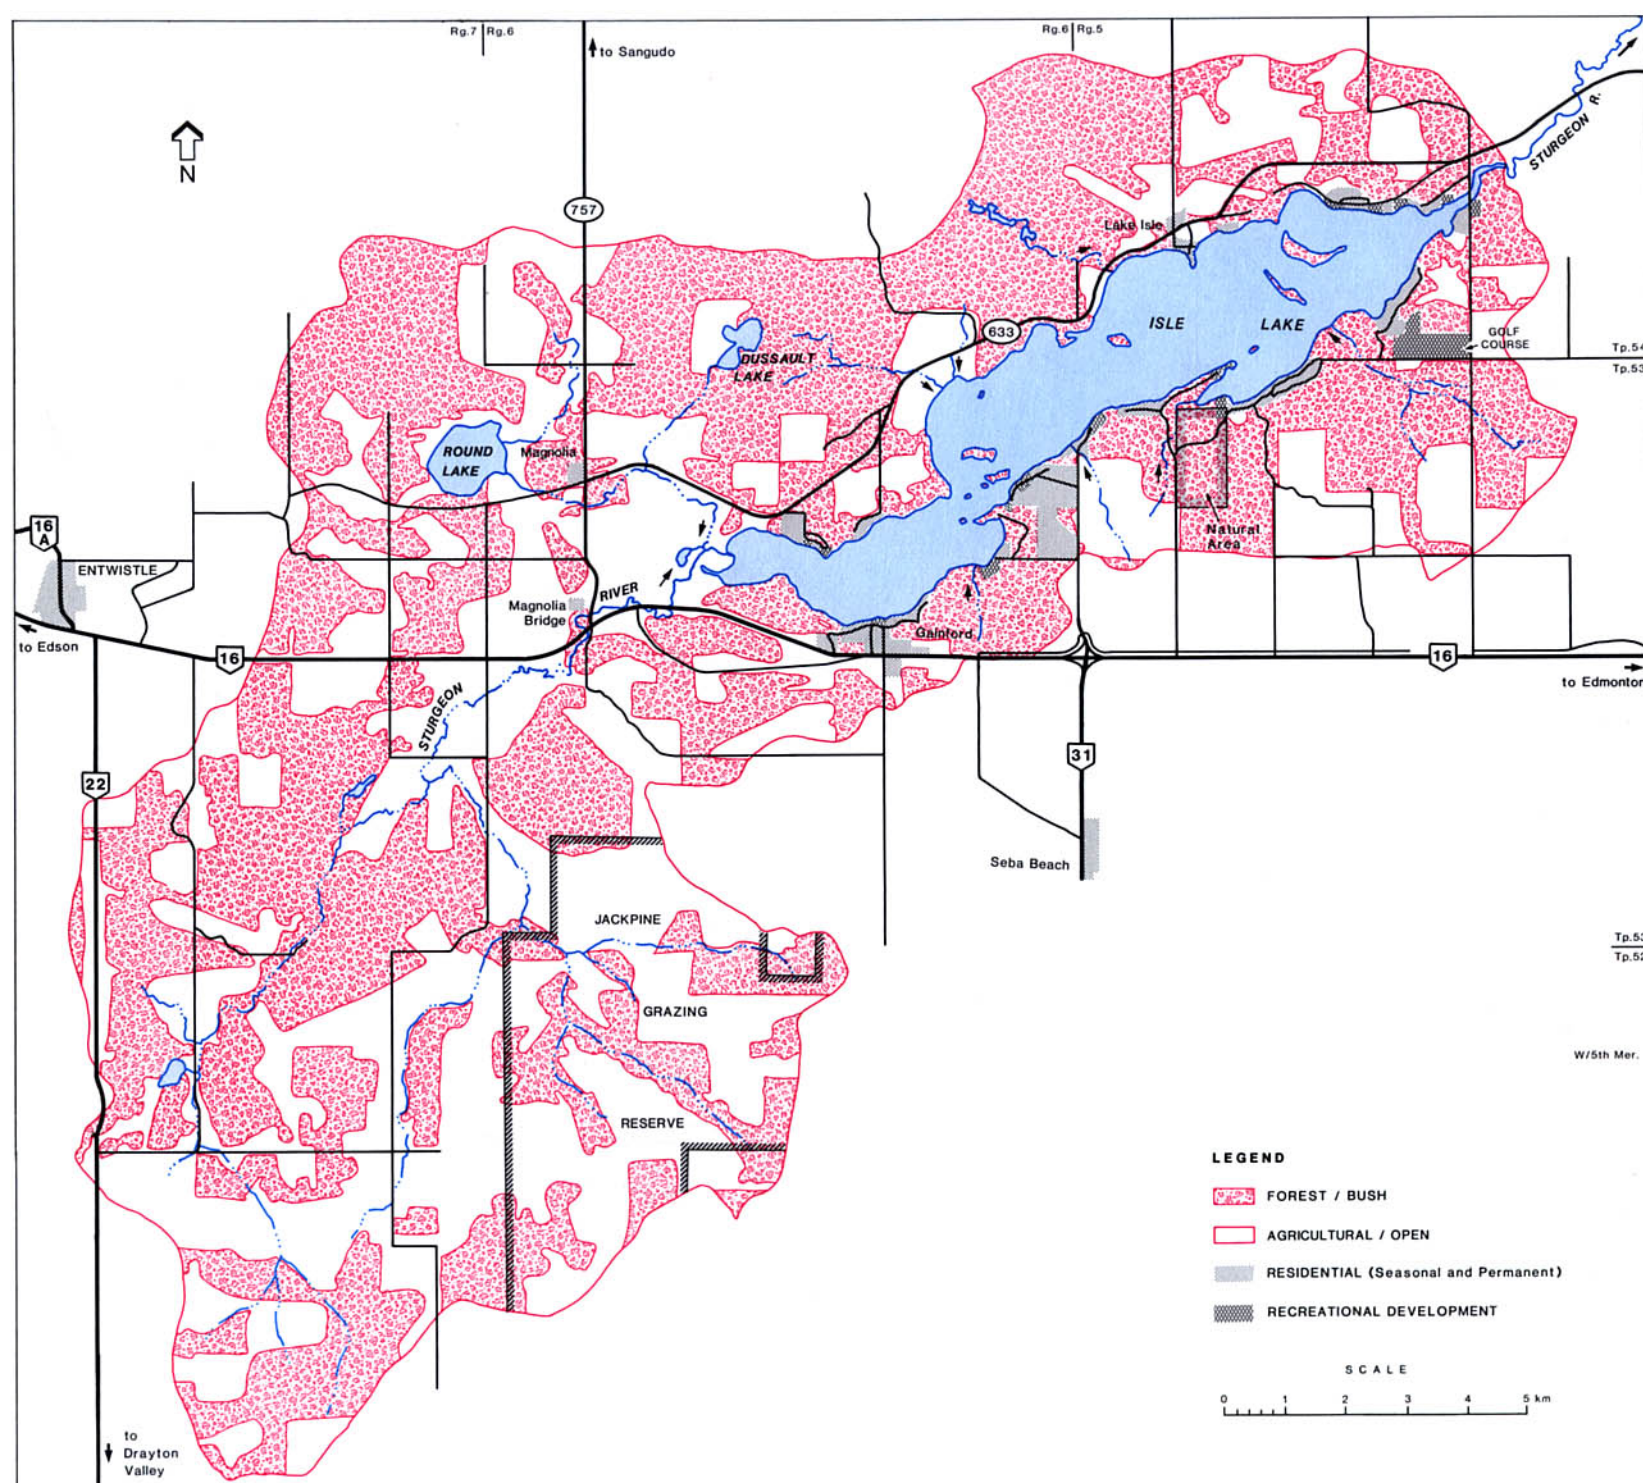 Rg.7 Rg.6
Rg.6 Rg.5
to Sangudo
N
757
STURGEON R.
Lake Isle
633
ISLE LAKE
GOLF
COURSE
Tp.54
Tp.53
DUSSAULT
LAKE
ROUND
LAKE
Magnolia
16
A
ENTWISTLE
Natural
Area
RIVER
Magnolia
Bridge
Gainford
to Edson
16
16
to Edmonton
STURGEON
22
31
Seba Beach
JACKPINE
Tp.53
Tp.52
GRAZING
W/5th Mer.
RESERVE
LEGEND
FOREST / BUSH
AGRICULTURAL / OPEN
RESIDENTIAL (Seasonal and Permanent)
RECREATIONAL DEVELOPMENT
SCALE
0 1 2 3 4 5 km
to
Drayton
Valley